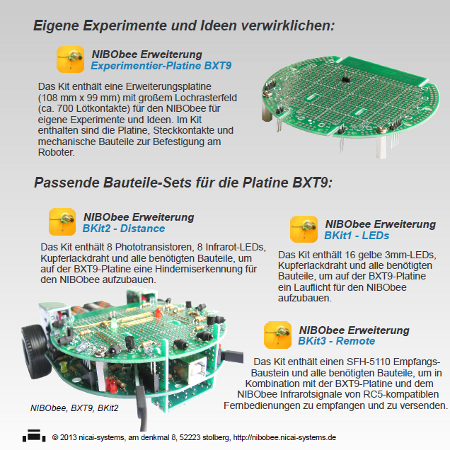 Eigene Experimente und Ideen verwirklichen:
NIBObee Erweiterung
Experimentier-Platine BXT9
Das Kit enthält eine Erweiterungsplatine
(108 mm x 99 mm) mit großem Lochrasterfeld
(ca. 700 Lötkontakte) für den NIBObee für
eigene Experimente und Ideen. Im Kit
enthalten sind die Platine, Steckkontakte und
mechanische Bauteile zur Befestigung am
Roboter.
Passende Bauteile-Sets für die Platine BXT9:
NIBObee Erweiterung
BKit2 - Distance
Das Kit enthält 8 Phototransistoren, 8 Infrarot-LEDs,
Kupferlackdraht und alle benötigten Bauteile, um
auf der BXT9-Platine eine Hinderniserkennung für
den NIBObee aufzubauen.
NIBObee Erweiterung
BKit1 - LEDs
Das Kit enthält 16 gelbe 3mm-LEDs,
Kupferlackdraht und alle benötigten
Bauteile, um auf der BXT9-Platine
ein Lauflicht für den NIBObee
aufzubauen.
NIBObee Erweiterung
BKit3 - Remote
Das Kit enthält einen SFH-5110 Empfangs-
Baustein und alle benötigten Bauteile, um in
Kombination mit der BXT9-Platine und dem
NIBObee Infrarotsignale von RC5-kompatiblen
Fernbedienungen zu empfangen und zu versenden.
NIBObee, BXT9, BKit2
© 2013 nicai-systems, am denkmal 8, 52223 stolberg, http://nibobee.nicai-systems.de